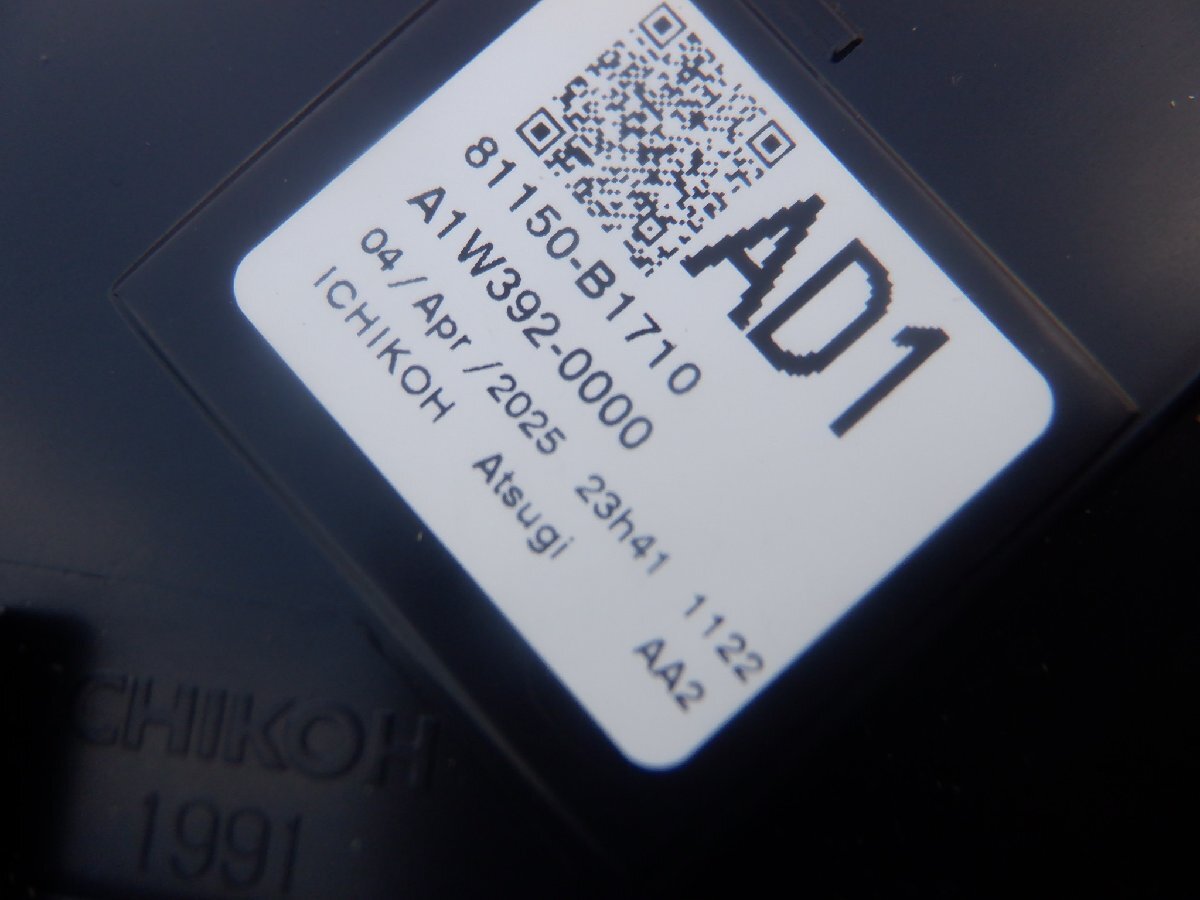 AD1
81150-B1710
A1W392-0000
04/Apr/2025 23h41 1122
ICHIKOH Atsugi AA2
ICHIKOH
1991